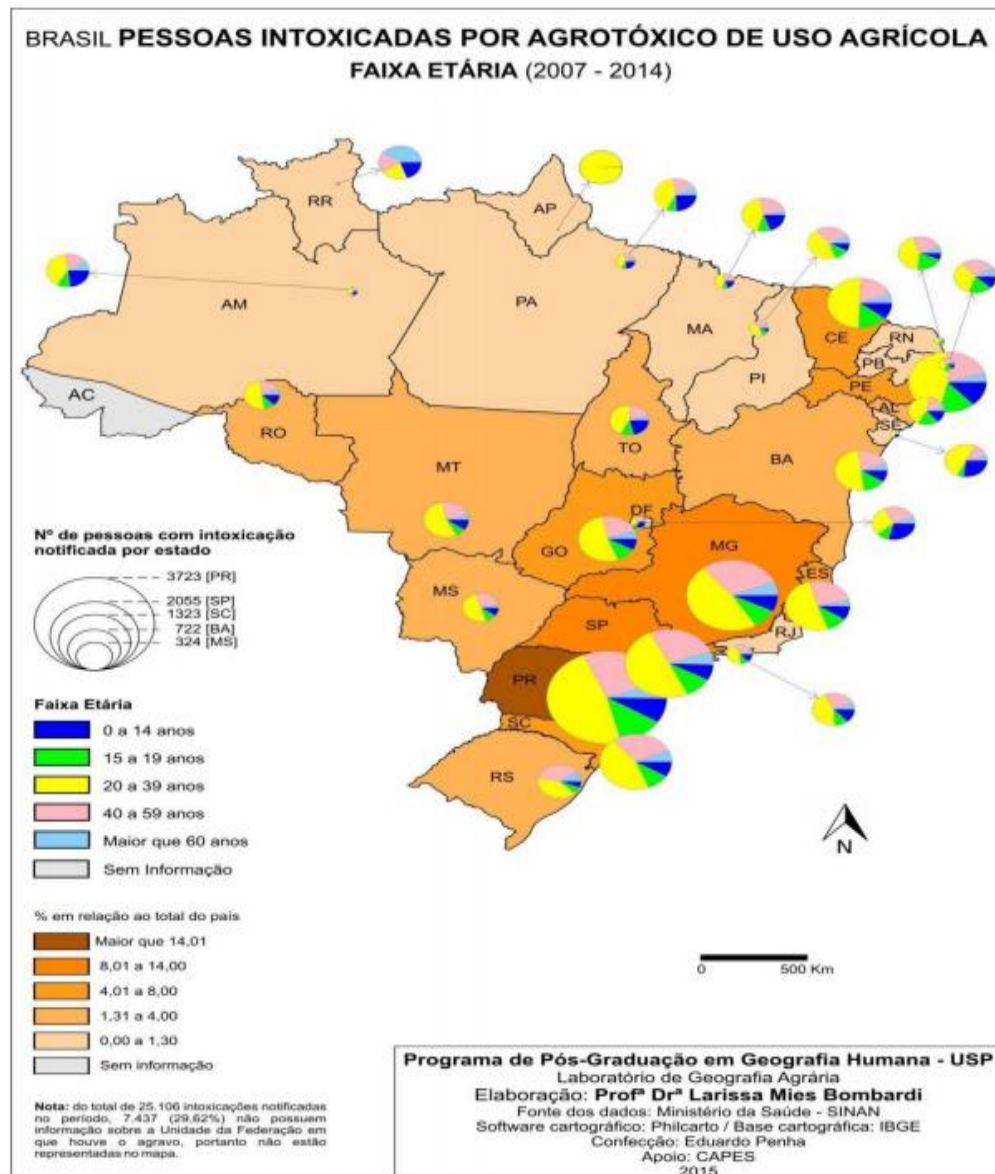 BRASIL PESSOAS INTOXICADAS POR AGROTÓXICO DE USO AGRÍCOLA
FAIXA ETÁRIA (2007 - 2014)
RR
AP
AM
PA
MA
CE
RN
PB
PI
PE
AC
AL
SE
RO
TO
BA
MT
DF
GO
MG
ES
MS
SP
RJ
PR
SC
RS
Nº de pessoas com intoxicação
notificada por estado
3723 [PR]
2055 [SP]
1323 [SC]
722 [BA]
324 [MS]
Faixa Etária
0 a 14 anos
15 a 19 anos
20 a 39 anos
40 a 59 anos
Maior que 60 anos
Sem Informação
N
% em relação ao total do país
Maior que 14,01
8,01 a 14,00
4,01 a 8,00
1,31 a 4,00
0,00 a 1,30
Sem informação
0 500 Km
Nota: do total de 25.106 intoxicações notificadas
no período, 7.437 (29,62%) não possuem
informação sobre a Unidade da Federação em
que houve o agravo, portanto não estão
representadas no mapa.
Programa de Pós-Graduação em Geografia Humana - USP
Laboratório de Geografia Agrária
Elaboração: Profª Drª Larissa Mies Bombardi
Fonte dos dados: Ministério da Saúde - SINAN
Software cartográfico: Philcarto / Base cartográfica: IBGE
Confecção: Eduardo Penha
Apoio: CAPES
2015